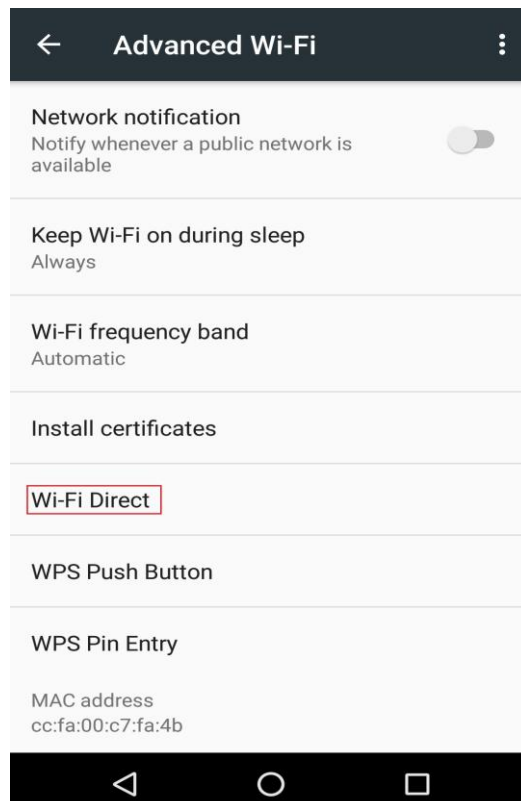 Advanced Wi-Fi
Network notification
Notify whenever a public network is
available
Keep Wi-Fi on during sleep
Always
Wi-Fi frequency band
Automatic
Install certificates
Wi-Fi Direct
WPS Push Button
WPS Pin Entry
MAC address
cc:fa:00:c7:fa:4b